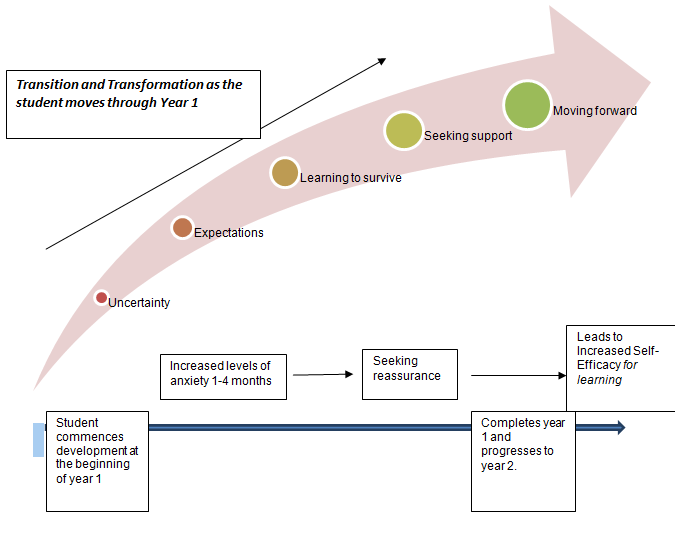 Transition and Transformation as the
student moves through Year 1
Moving forward
Seeking support
Learning to survive
Expectations
Uncertainty
Increased levels of
anxiety 1-4 months
Seeking
reassurance
Leads to
Increased Self-
Efficacy for
learning
Student
commences
development at
the beginning
of year 1
Completes year
1 and
progresses to
year 2.